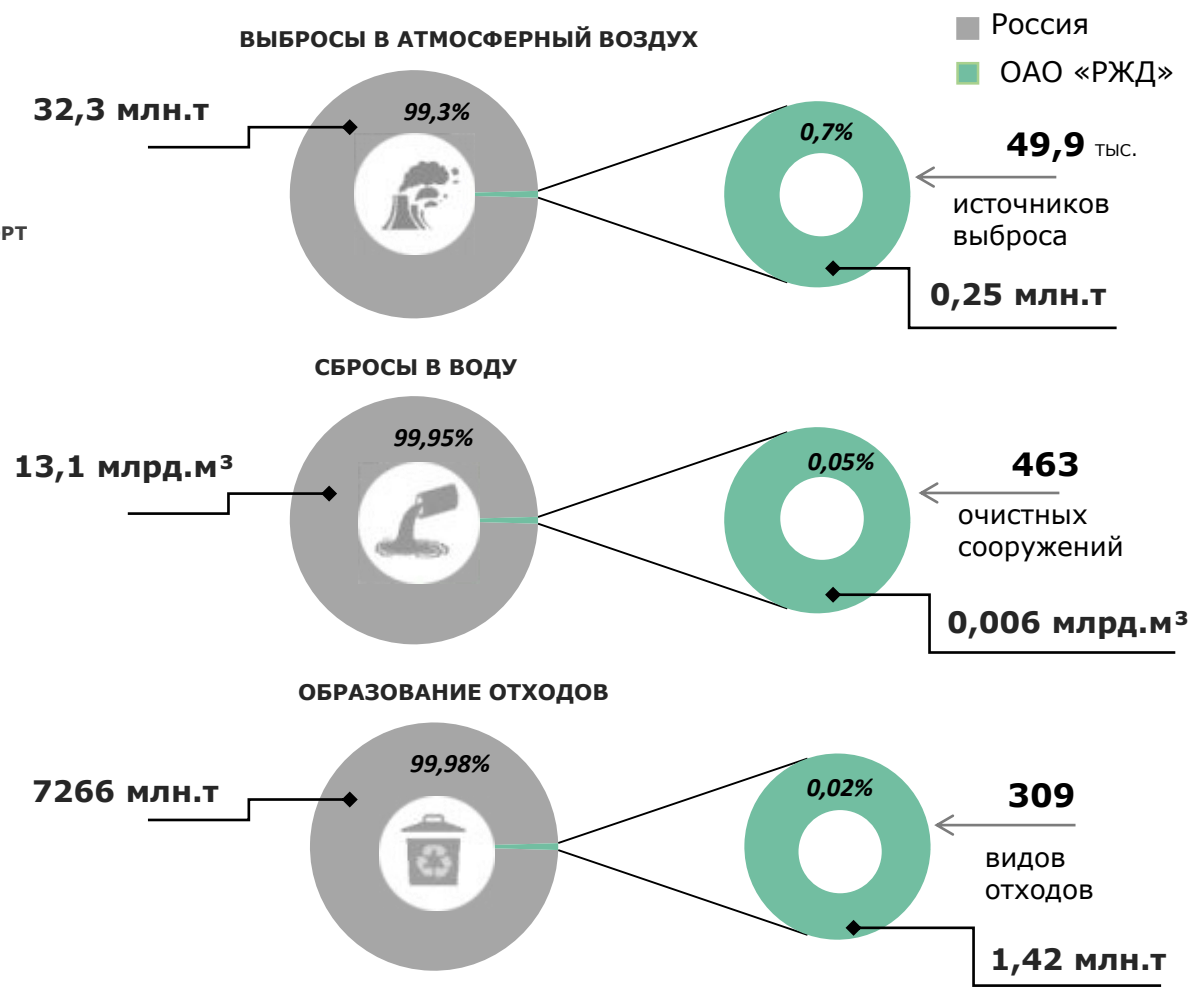 ВЫБРОСЫ В АТМОСФЕРНЫЙ ВОЗДУХ
Россия
ОАО «РЖД»
32,3 млн.т
99,3%
0,7%
49,9 тыс.
источников
выброса
РТ
0,25 млн.т
СБРОСЫ В ВОДУ
13,1 млрд.м³
99,95%
0,05%
463
очистных
сооружений
0,006 млрд.м³
ОБРАЗОВАНИЕ ОТХОДОВ
7266 млн.т
99,98%
0,02%
309
видов
отходов
1,42 млн.т